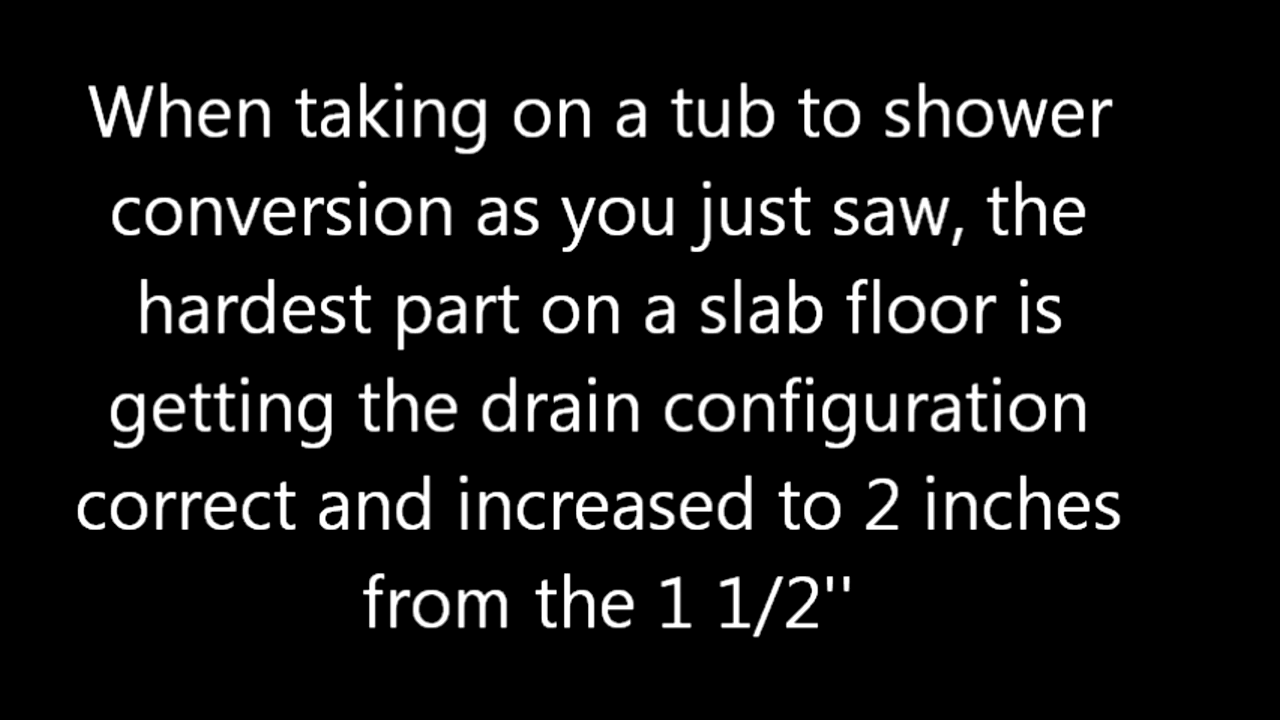 When taking on a tub to shower
conversion as you just saw, the
hardest part on a slab floor is
getting the drain configuration
correct and increased to 2 inches
from the 1 1/2"